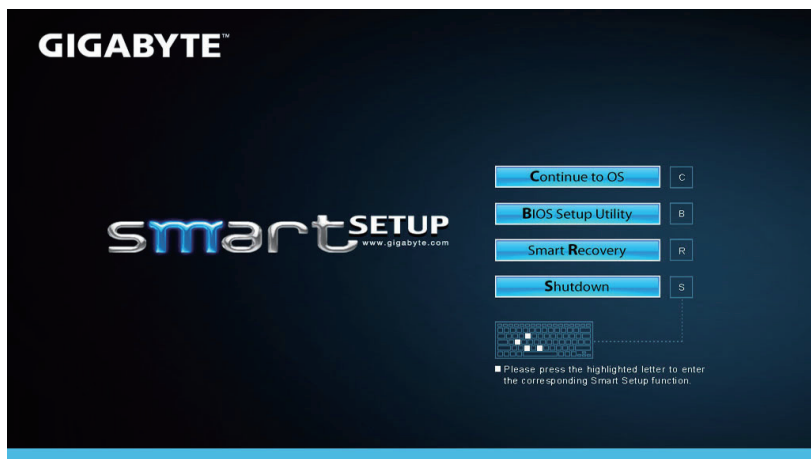 GIGABYTE™
smart SETUP
www.gigabyte.com
Continue to OS C
BIOS Setup Utility B
Smart Recovery R
Shutdown S
Please press the highlighted letter to enter
the corresponding Smart Setup function.